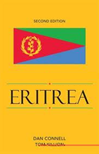 SECOND EDITION
ERITREA
DAN CONNELL
TOM KILLION